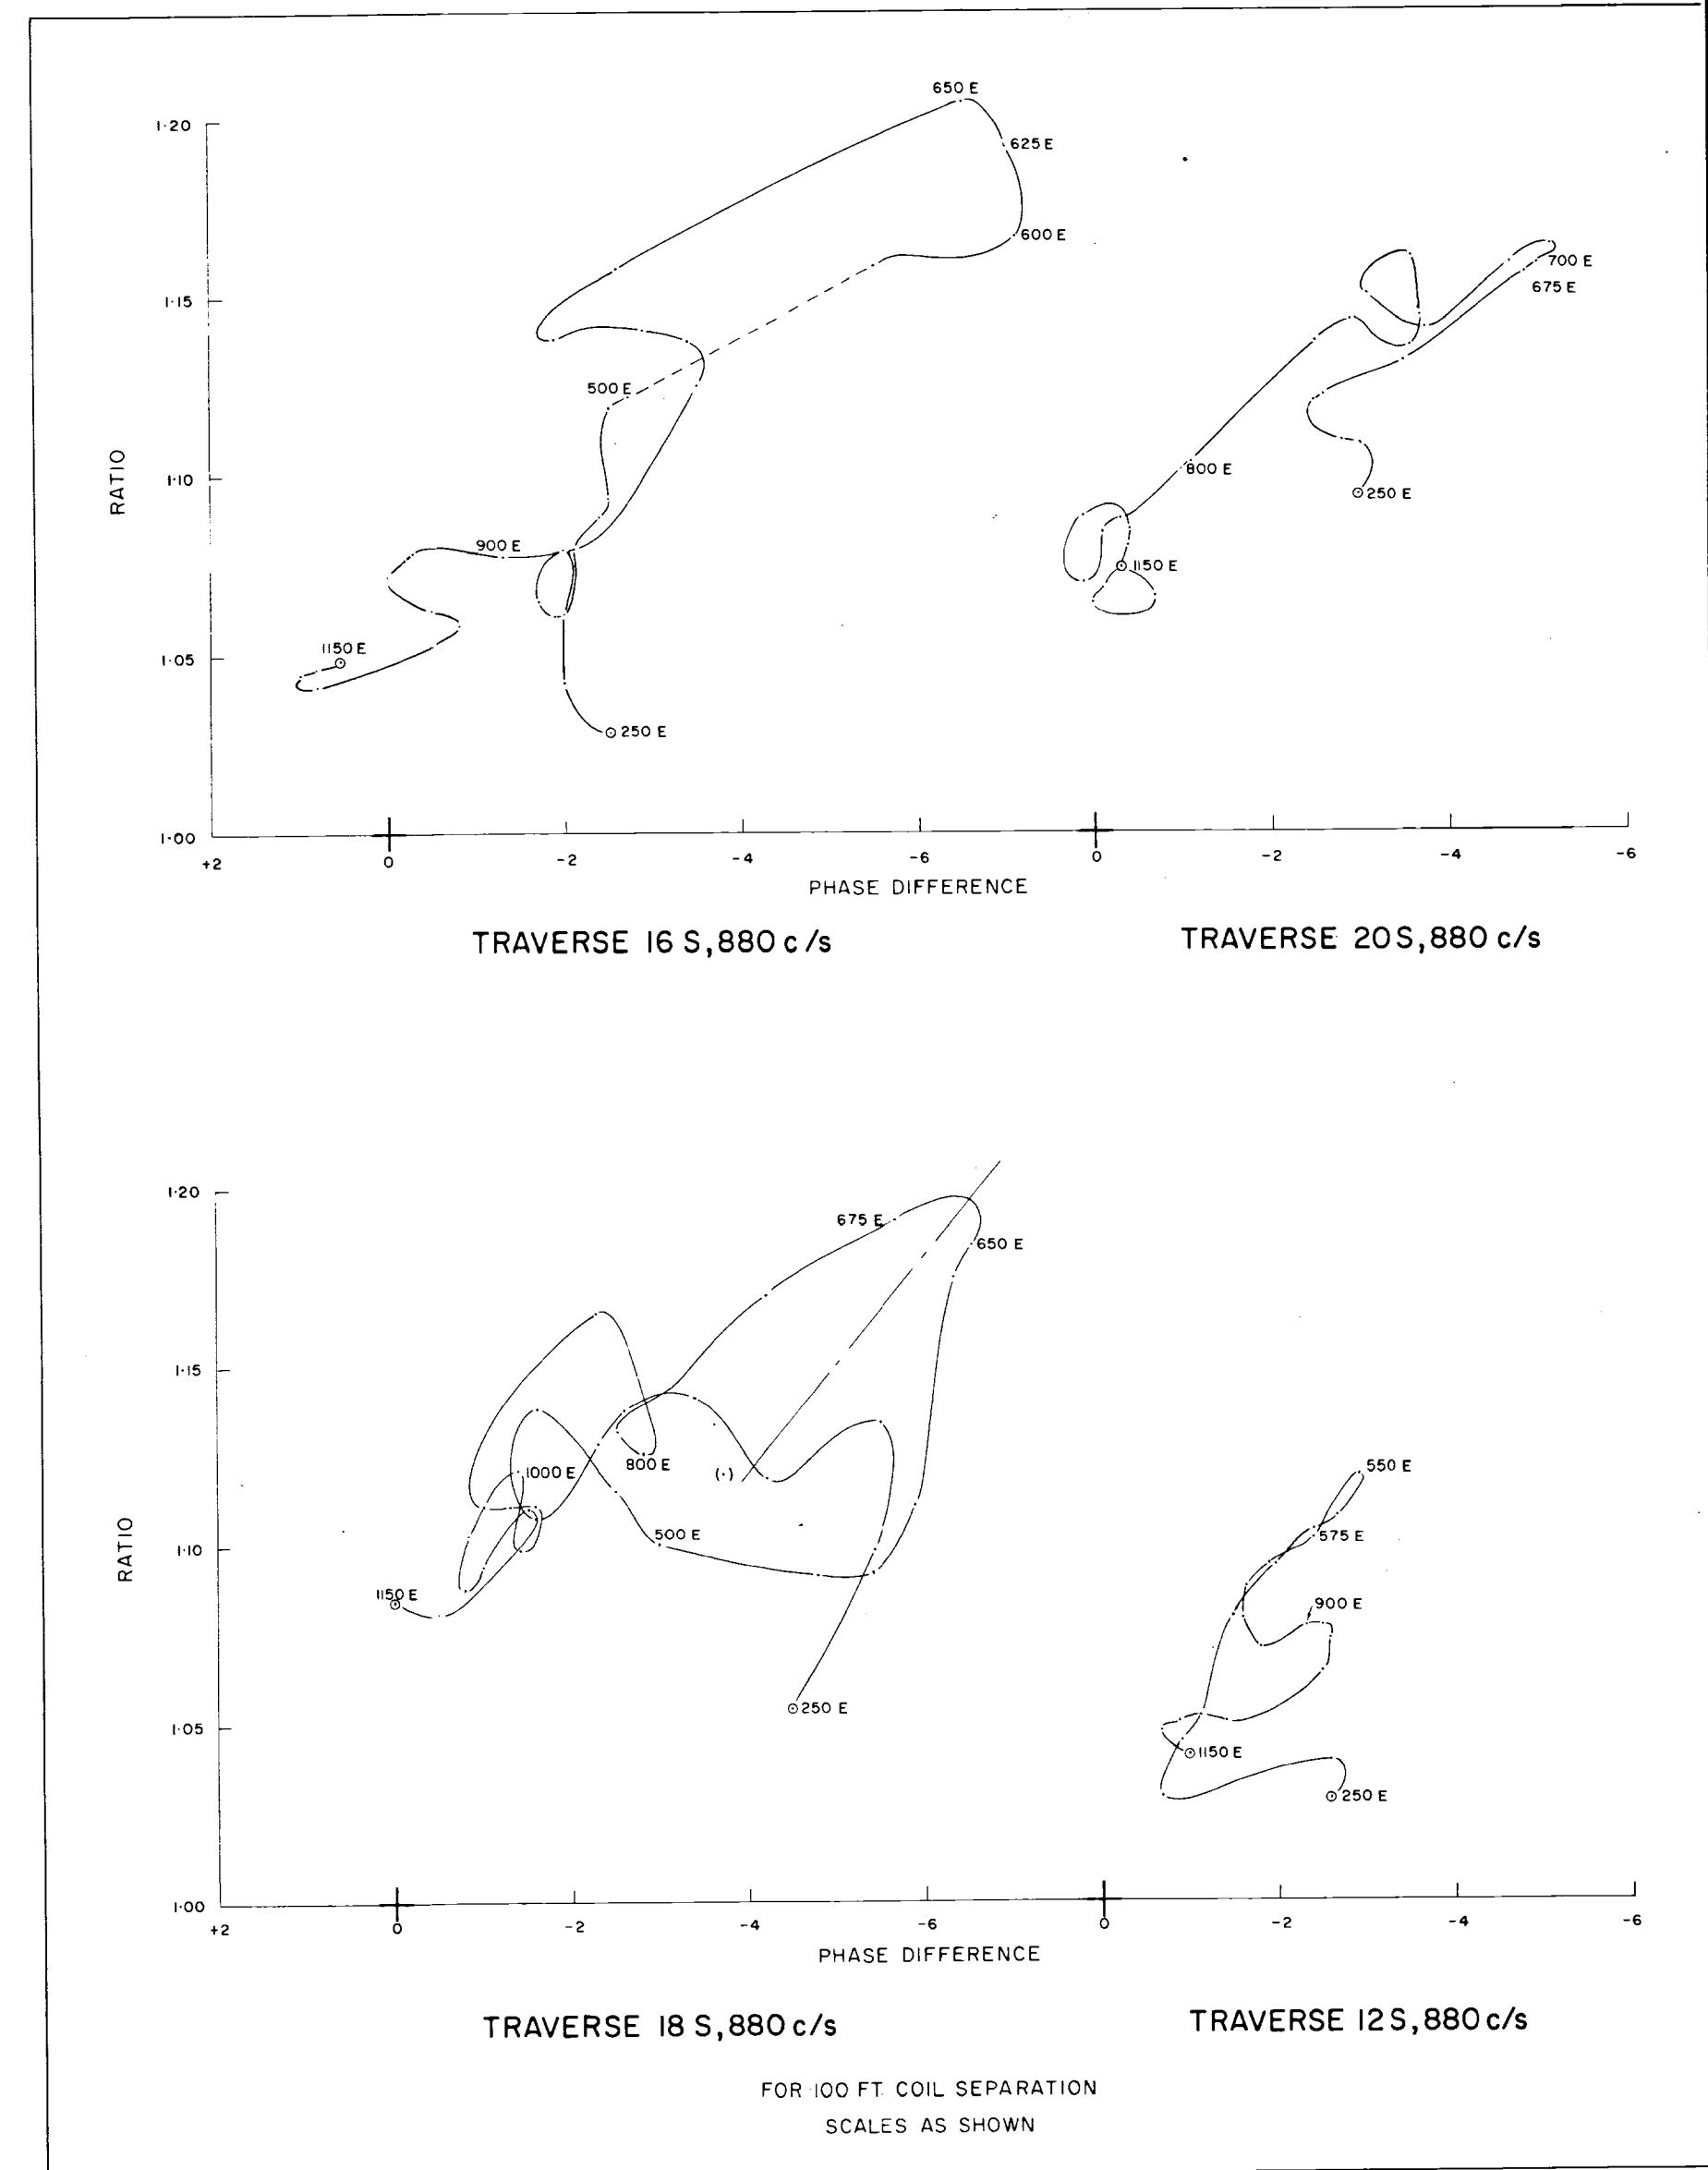 650 E
1·20
625 E
600 E
700 E
1·15
675 E
500 E
RATIO
1·10
800 E
250 E
900 E
1150 E
1150 E
1·05
250 E
1·00
+2
0
-2
-4
-6
0
-2
-4
-6
PHASE DIFFERENCE
TRAVERSE 16 S, 880 c/s
TRAVERSE 20 S, 880 c/s
1·20
675 E
650 E
1·15
800 E
(·)
1000 E
550 E
RATIO
500 E
575 E
1·10
1150 E
900 E
250 E
1·05
1150 E
250 E
1·00
+2
0
-2
-4
-6
0
-2
-4
-6
PHASE DIFFERENCE
TRAVERSE 18 S, 880 c/s
TRAVERSE 12 S, 880 c/s
FOR 100 FT. COIL SEPARATION
SCALES AS SHOWN